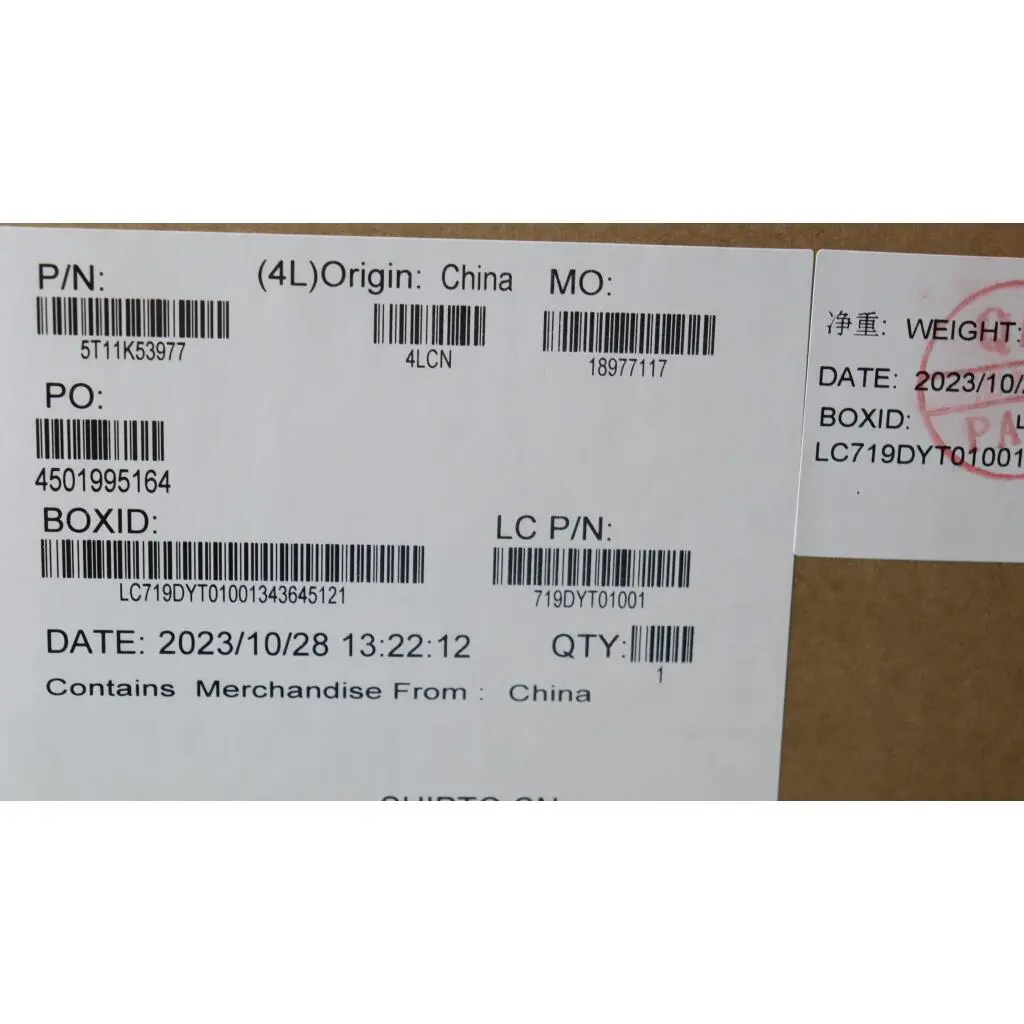 P/N: (4L)Origin: China MO:
5T11K53977 4LCN 18977117
PO:
4501995164
BOXID: LC P/N:
LC719DYT01001343645121 719DYT01001
DATE: 2023/10/28 13:22:12 QTY:
1
Contains Merchandise From : China
净重: WEIGHT:
DATE: 2023/10/
BOXID:
LC719DYT01001